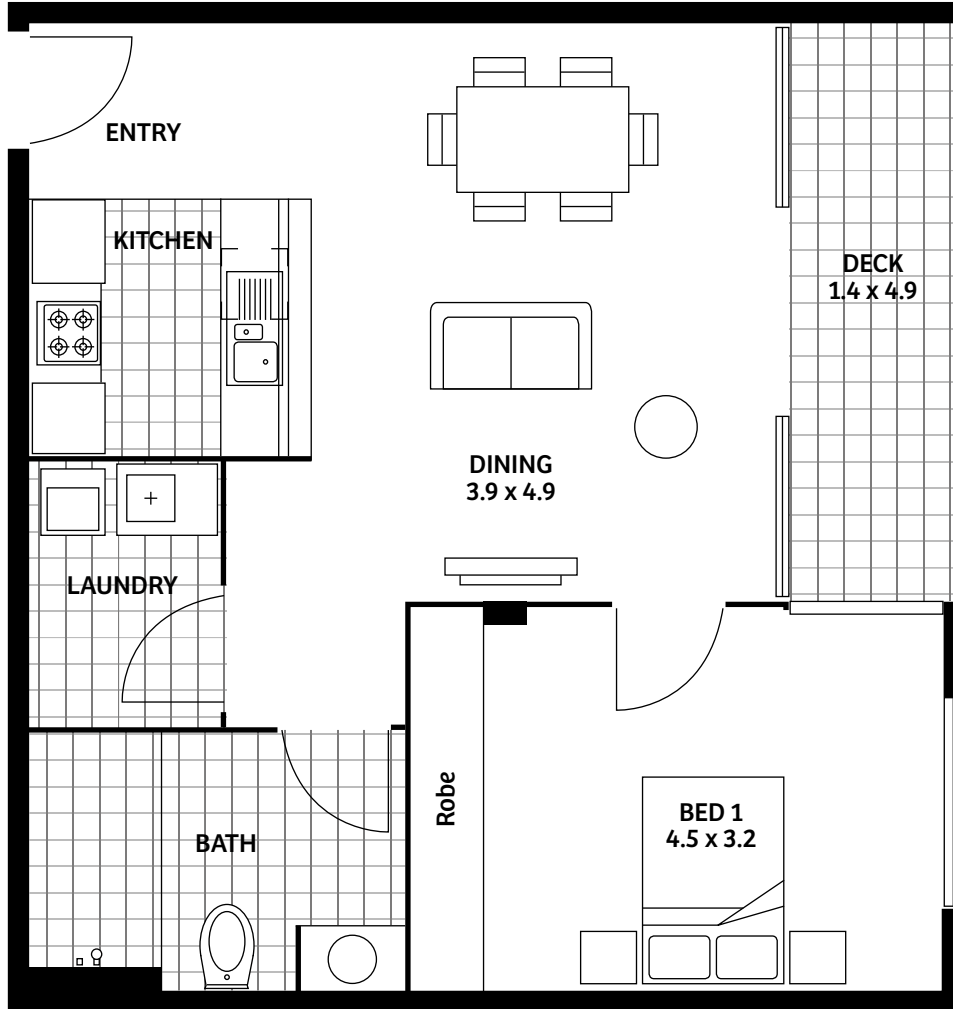 ENTRY
KITCHEN
DECK
1.4 x 4.9
DINING
3.9 x 4.9
LAUNDRY
Robe
BED 1
4.5 x 3.2
BATH